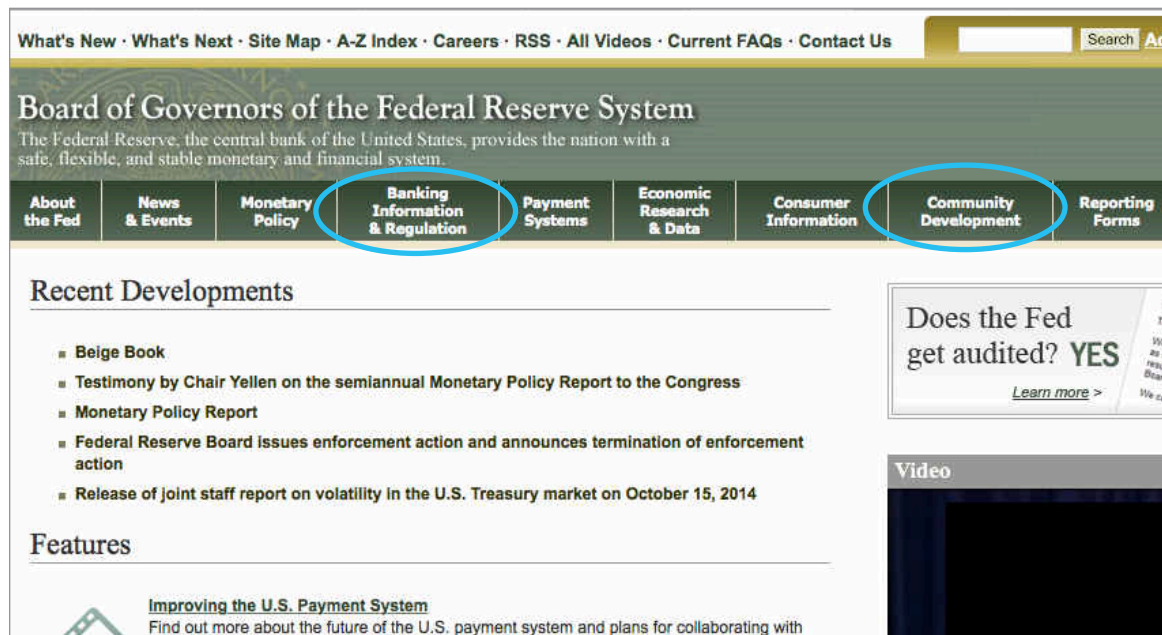 What's New · What's Next · Site Map · A-Z Index · Careers · RSS · All Videos · Current FAQs · Contact Us
Search
Board of Governors of the Federal Reserve System
The Federal Reserve, the central bank of the United States, provides the nation with a
safe, flexible, and stable monetary and financial system.
About
the Fed
News
& Events
Monetary
Policy
Banking
Information
& Regulation
Payment
Systems
Economic
Research
& Data
Consumer
Information
Community
Development
Reporting
Forms
Recent Developments
Beige Book
Testimony by Chair Yellen on the semiannual Monetary Policy Report to the Congress
Monetary Policy Report
Federal Reserve Board issues enforcement action and announces termination of enforcement
action
Release of joint staff report on volatility in the U.S. Treasury market on October 15, 2014
Features
Improving the U.S. Payment System
Find out more about the future of the U.S. payment system and plans for collaborating with
Does the Fed
get audited? YES
Learn more >
Video